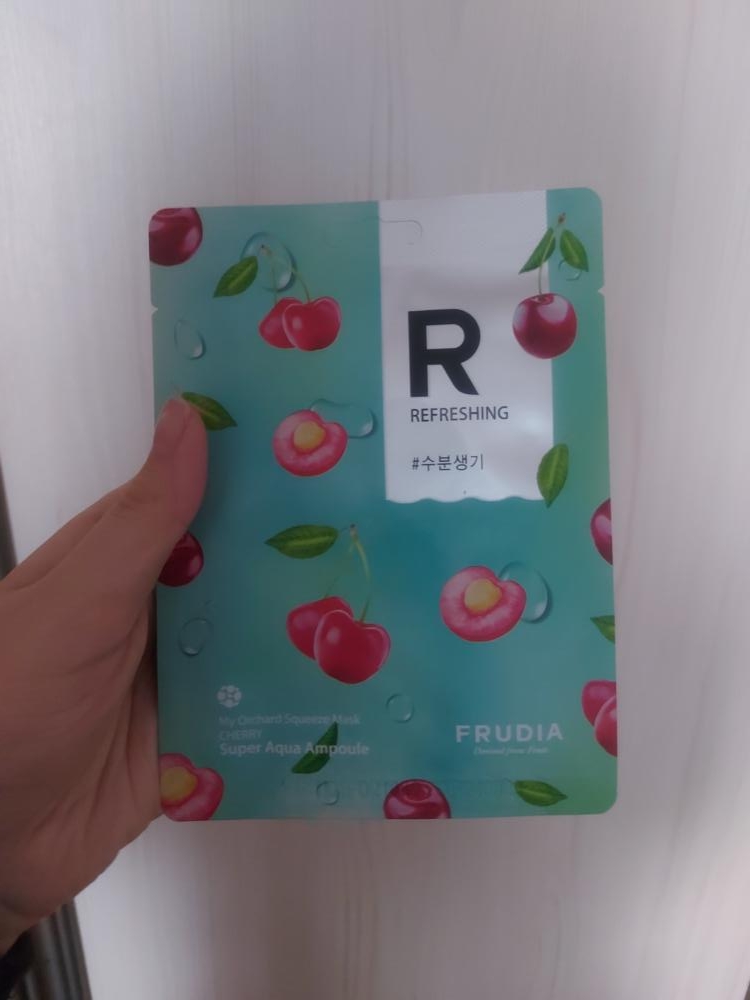 R
REFRESHING
#수분생기
My Orchard Squeeze Mask
CHERRY
Super Aqua Ampoule
FRUDIA